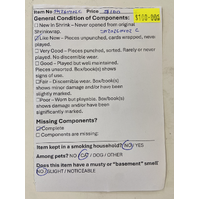 Item No INTRLOVLC Price $100
General Condition of Components: $100-001
☐ New In Shrink - Never opened from original
Shrinkwrap.
☑ Like New - Pieces unpunched, cards wrapped, never
played.
☐ Very Good - Pieces punched, sorted, Rarely or never
played. No discernible wear.
☐ Good - Played but well maintained.
Pieces unsorted. Box/book(s) shows
signs of use.
☐ Fair - Discernible wear, Box/book(s)
shows minor damage and/or have been
slightly marked.
☐ Poor - Worn but playable. Box/book(s)
shows damage and/or have been
significantly marked.
Missing Components?
☑ Complete
☐ Components are missing:
Item kept in a smoking household? NO / YES
Among pets? NO / CAT / DOG / OTHER
Does this item have a musty or "basement" smell
NO / SLIGHT / NOTICEABLE